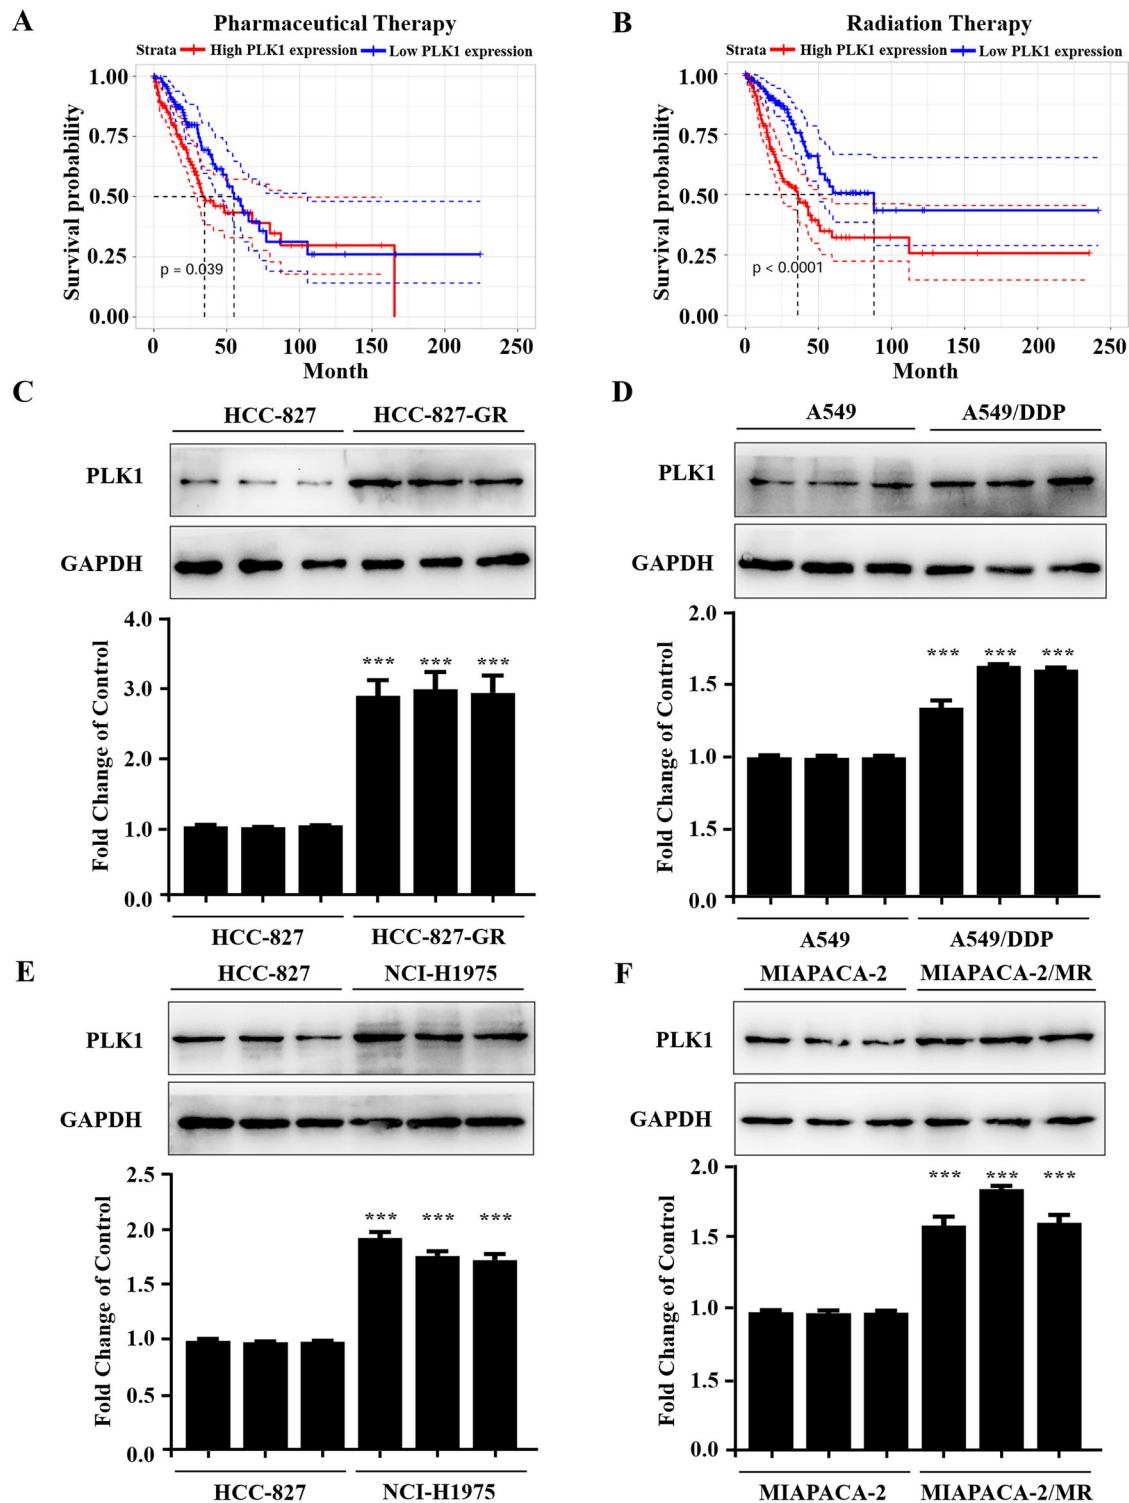 A
Pharmaceutical Therapy
Strata High PLK1 expression Low PLK1 expression
Survival probability
1.00
0.75
0.50
0.25
0.00
p = 0.039
0 50 100 150 200 250
Month
B
Radiation Therapy
Strata High PLK1 expression Low PLK1 expression
Survival probability
1.00
0.75
0.50
0.25
0.00
p < 0.0001
0 50 100 150 200 250
Month
C
HCC-827 HCC-827-GR
PLK1
GAPDH
Fold Change of Control
4.0
3.0
2.0
1.0
0.0
*** *** ***
HCC-827 HCC-827-GR
D
A549 A549/DDP
PLK1
GAPDH
Fold Change of Control
2.0
1.5
1.0
1.5
0.0
*** *** ***
A549 A549/DDP
E
HCC-827 NCI-H1975
PLK1
GAPDH
Fold Change of Control
2.5
2.0
1.5
1.0
0.5
0.0
*** *** ***
HCC-827 NCI-H1975
F
MIAPACA-2 MIAPACA-2/MR
PLK1
GAPDH
Fold Change of Control
2.0
1.5
1.0
1.5
0.0
*** *** ***
MIAPACA-2 MIAPACA-2/MR